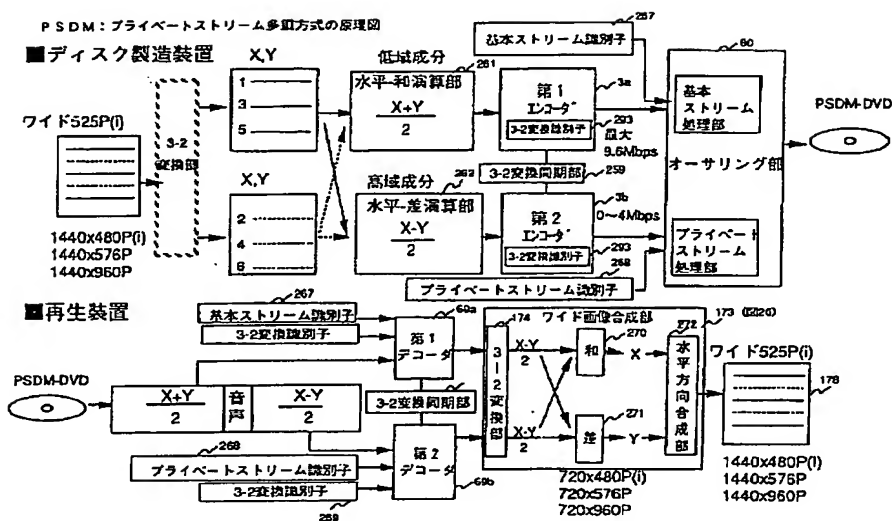 PSDM:プライベートストリーム多重方式の原理図
■ディスク製造装置
ワイド525P(i)
1440x480P(i)
1440x576P
1440x960P
3-2
変換部
X,Y
1
3
5
X,Y
2
4
6
低域成分
261
水平-和演算部
X+Y
2
高域成分
262
水平-差演算部
X-Y
2
267
基本ストリーム識別子
3a
第1
エンコーダ
3-2変換識別子
293
最大
9.6Mbps
3-2変換同期部
259
3b
0~4Mbps
第2
エンコーダ
3-2変換識別子
293
268
プライベートストリーム識別子
60
基本
ストリーム
処理部
オーサリング部
プライベート
ストリーム
処理部
PSDM-DVD
■再生装置
267
基本ストリーム識別子
3-2変換識別子
PSDM-DVD
X+Y
2
音声
X-Y
2
268
プライベートストリーム識別子
3-2変換識別子
269
69a
第1
デコーダ
3-2変換同期部
第2
デコーダ
69b
ワイド画像合成部
173
174
3-2変換部
X-Y
2
X-Y
2
和
270
X
差
271
Y
272
水平方向合成部
720x480P(i)
720x576P
720x960P
ワイド525P(i)
178
1440x480P(i)
1440x576P
1440x960P